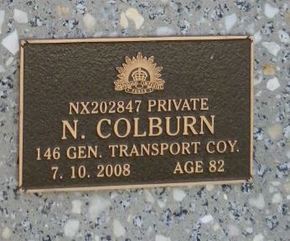 NX202847 PRIVATE
N. COLBURN
146 GEN. TRANSPORT COY.
7. 10. 2008 AGE 82